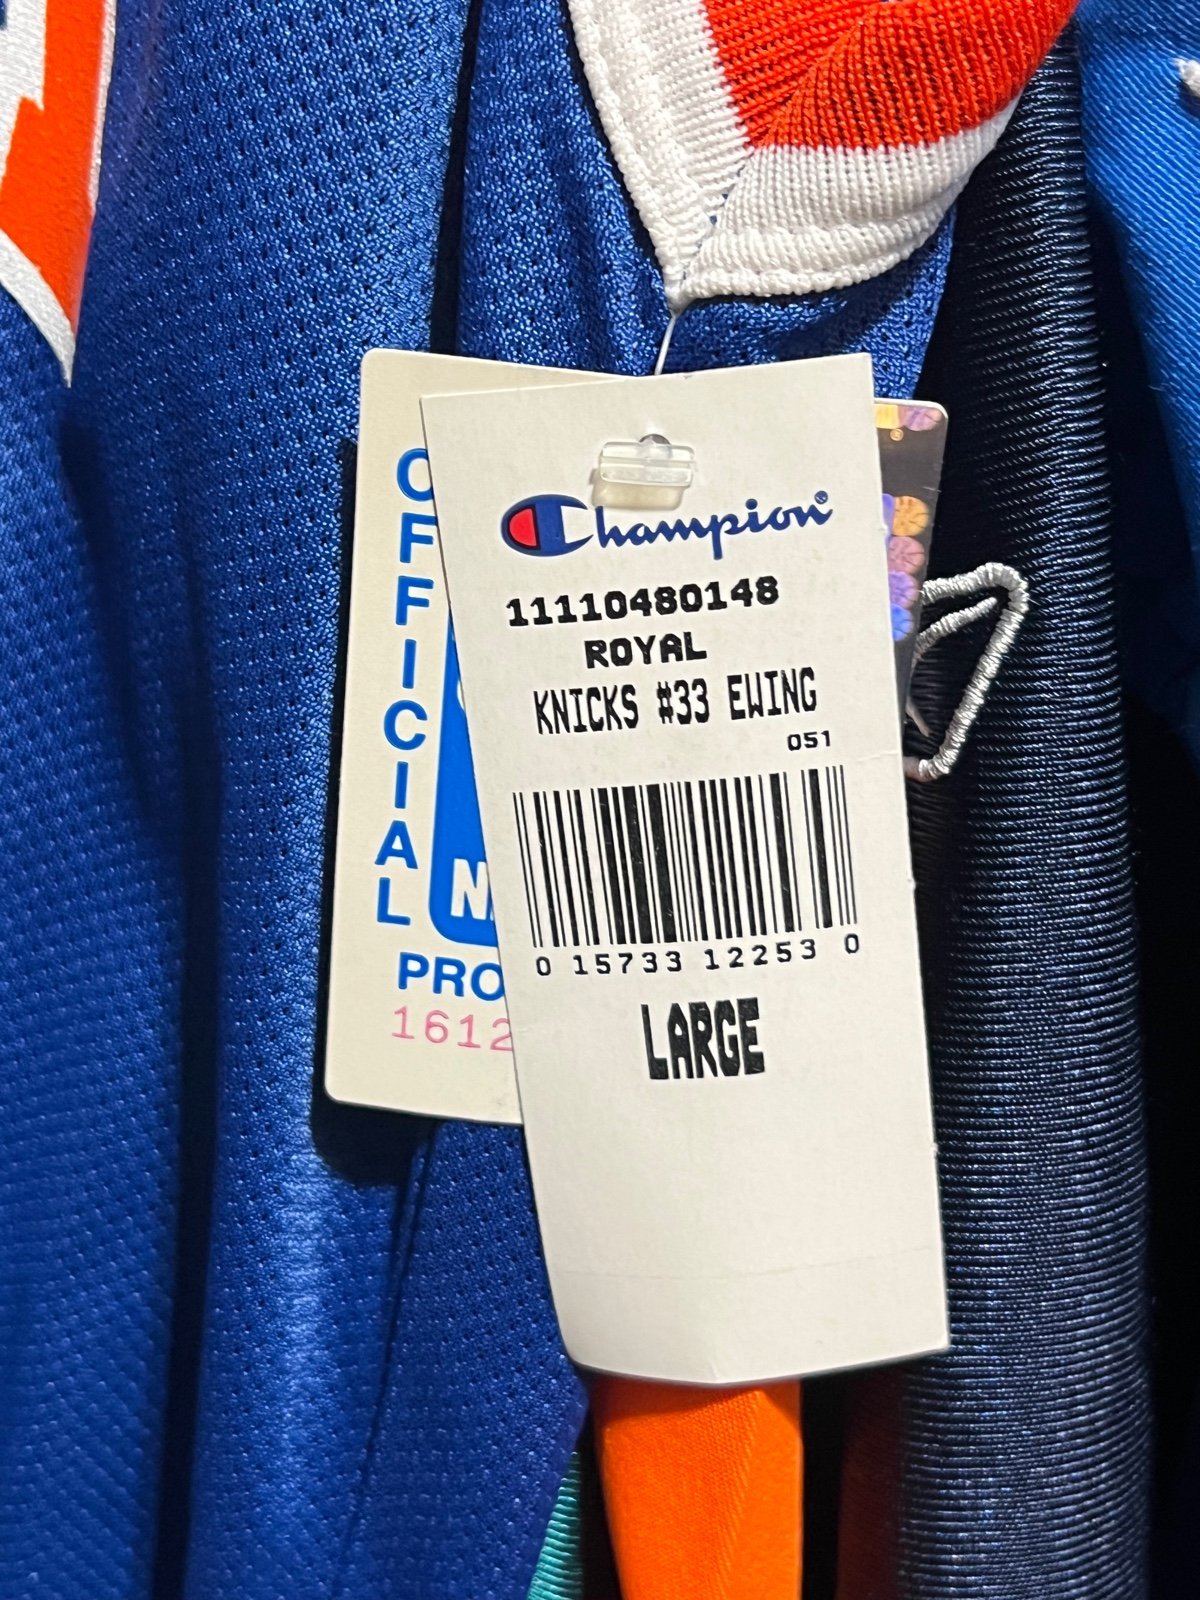 Champion®
11110480148
ROYAL
KNICKS #33 EWING
051
0 15733 12253 0
LARGE
OFFICIAL
PRO
1612